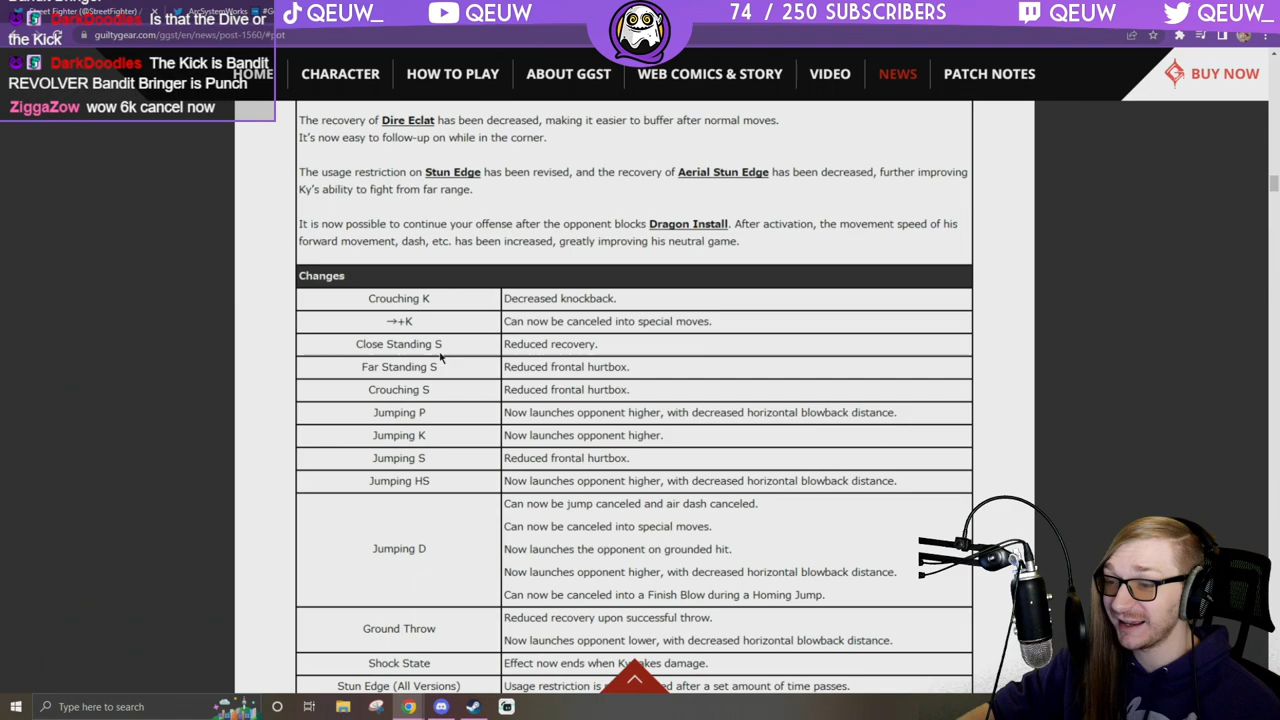 DarkDoodles Is that the Dive or
the Kick
DarkDoodles The Kick is Bandit
REVOLVER Bandit Bringer is Punch
ZiggaZow wow 6k cancel now
QEUW_
QEUW
74 / 250 SUBSCRIBERS
QEUW
QEUW_
Street Fighter (@StreetFighter) /
guiltygear.com/ggst/en/news/post-1560/#pot
HOME
CHARACTER
HOW TO PLAY
ABOUT GGST
WEB COMICS & STORY
VIDEO
NEWS
PATCH NOTES
BUY NOW
The recovery of Dire Eclat has been decreased, making it easier to buffer after normal moves.
It's now easy to follow-up on while in the corner.
The usage restriction on Stun Edge has been revised, and the recovery of Aerial Stun Edge has been decreased, further improving
Ky's ability to fight from far range.
It is now possible to continue your offense after the opponent blocks Dragon Install. After activation, the movement speed of his
forward movement, dash, etc. has been increased, greatly improving his neutral game.
Changes
Crouching K Decreased knockback.
→+K Can now be canceled into special moves.
Close Standing S Reduced recovery.
Far Standing S Reduced frontal hurtbox.
Crouching S Reduced frontal hurtbox.
Jumping P Now launches opponent higher, with decreased horizontal blowback distance.
Jumping K Now launches opponent higher.
Jumping S Reduced frontal hurtbox.
Jumping HS Now launches opponent higher, with decreased horizontal blowback distance.
Jumping D
Can now be jump canceled and air dash canceled.
Can now be canceled into special moves.
Now launches the opponent on grounded hit.
Now launches opponent higher, with decreased horizontal blowback distance.
Can now be canceled into a Finish Blow during a Homing Jump.
Ground Throw
Reduced recovery upon successful throw.
Now launches opponent lower, with decreased horizontal blowback distance.
Shock State Effect now ends when damage.
Stun Edge (All Versions) Usage restriction is after a set amount of time passes.
Type here to search